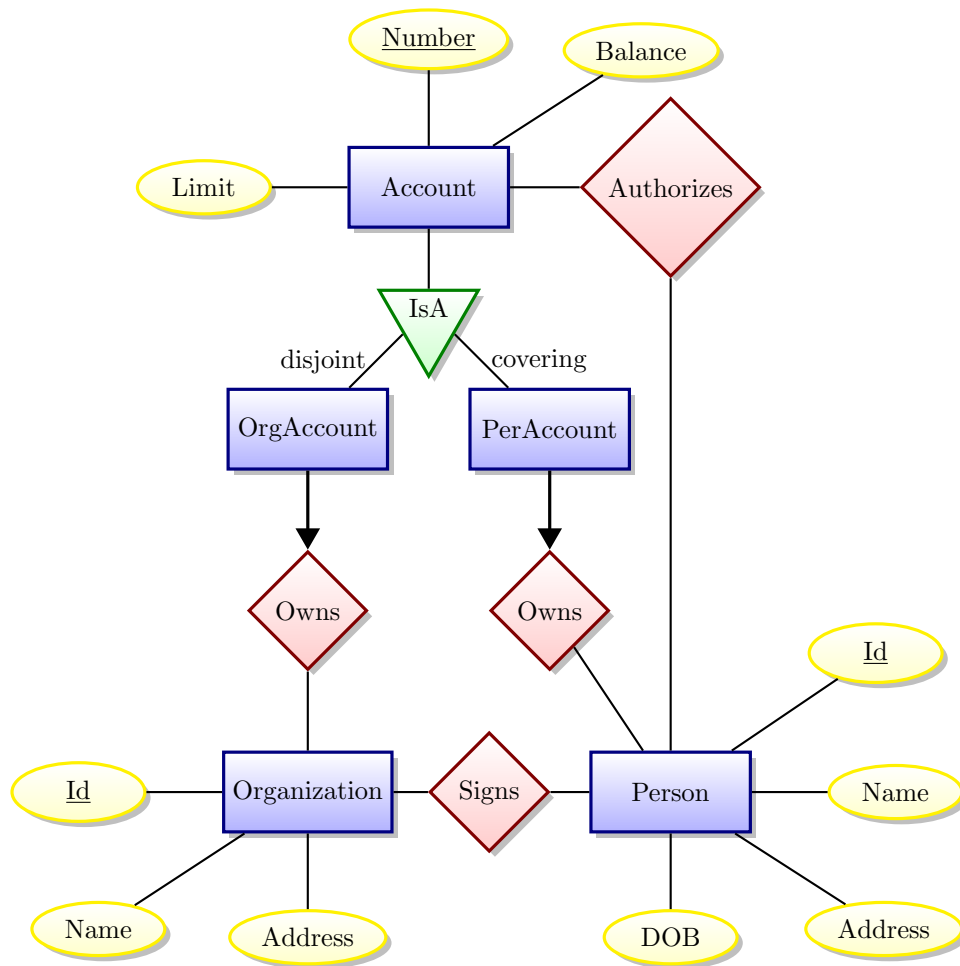 Number
Balance
Limit
Account
Authorizes
IsA
disjoint
covering
OrgAccount
PerAccount
Owns
Owns
Id
Id
Organization
Signs
Person
Name
Name
Address
DOB
Address